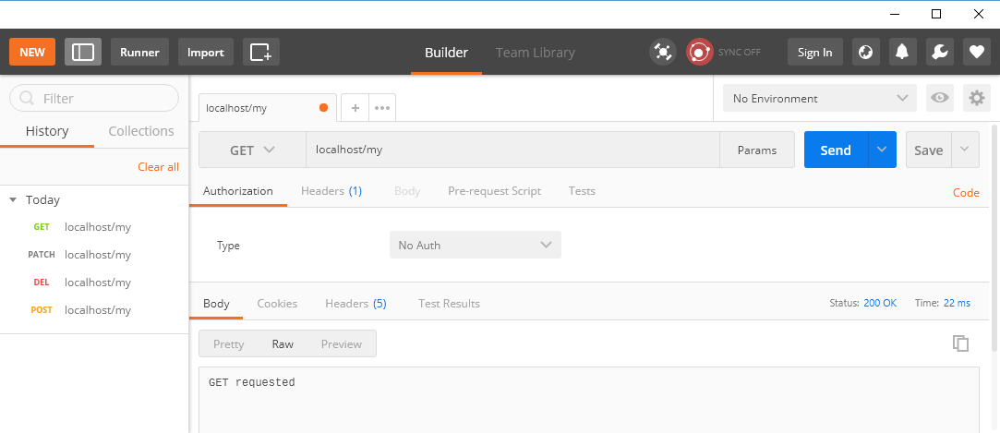 NEW Runner Import Builder Team Library SYNC OFF Sign In
Filter
History Collections
Clear all
Today
GET localhost/my
PATCH localhost/my
DEL localhost/my
POST localhost/my
localhost/my + ••• No Environment
GET localhost/my Params Send Save
Authorization Headers (1) Body Pre-request Script Tests Code
Type No Auth
Body Cookies Headers (5) Test Results Status: 200 OK Time: 22 ms
Pretty Raw Preview
GET requested